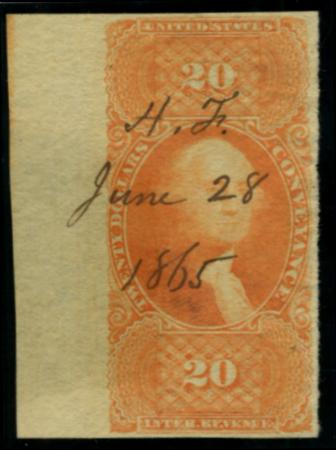 UNITED STATES
20
H. F.
TWENTY DOLLARS
CONVEYANCE
June 28
1865
20
INTER. REVENUE